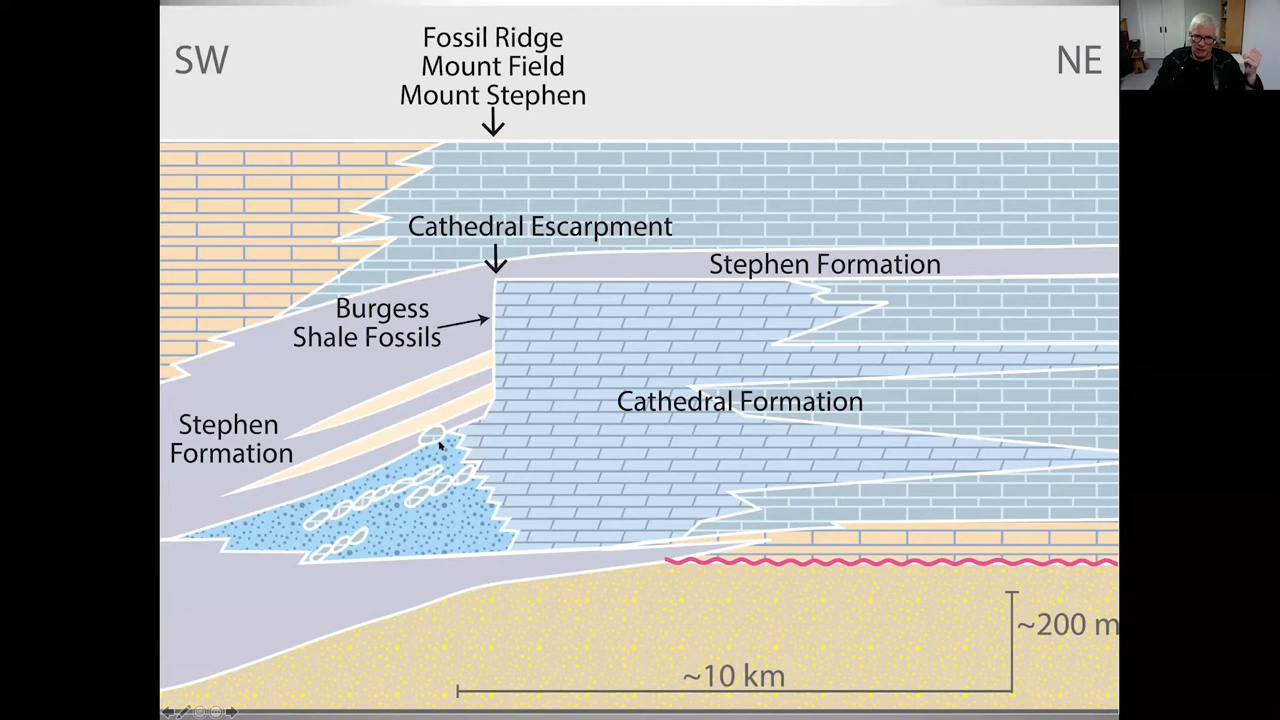 SW
Fossil Ridge
Mount Field
Mount Stephen
NE
Cathedral Escarpment
Stephen Formation
Burgess
Shale Fossils
Cathedral Formation
Stephen
Formation
~200 m
~10 km